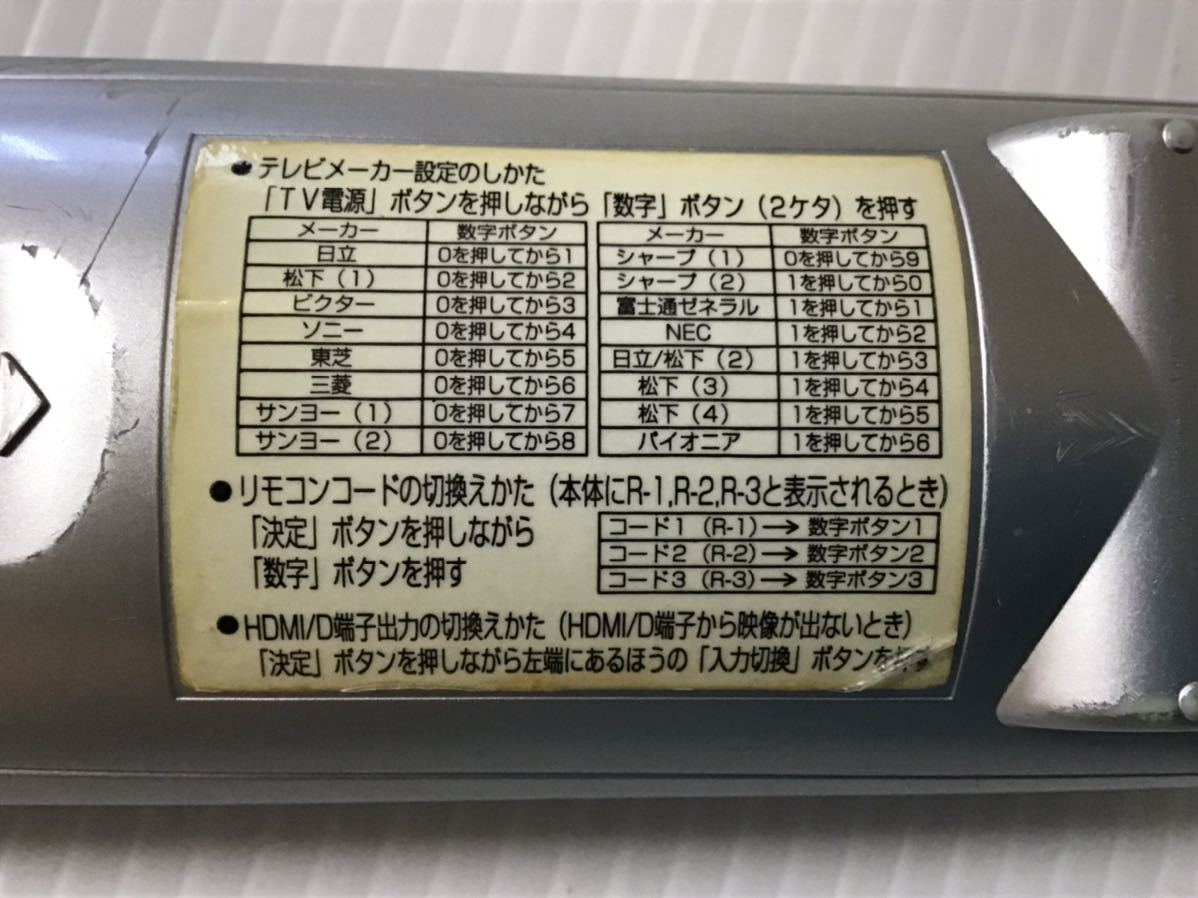 ●テレビメーカー設定のしかた
「TV電源」ボタンを押しながら「数字」ボタン(2ケタ)を押す
メーカー 数字ボタン
日立 0を押してから1
松下(1) 0を押してから2
ビクター 0を押してから3
ソニー 0を押してから4
東芝 0を押してから5
三菱 0を押してから6
サンヨー(1) 0を押してから7
サンヨー(2) 0を押してから8
メーカー 数字ボタン
シャープ(1) 0を押してから9
シャープ(2) 1を押してから0
富士通ゼネラル 1を押してから1
NEC 1を押してから2
日立/松下(2) 1を押してから3
松下(3) 1を押してから4
松下(4) 1を押してから5
パイオニア 1を押してから6
●リモコンコードの切換えかた(本体にR-1,R-2,R-3と表示されるとき)
「決定」ボタンを押しながら
「数字」ボタンを押す
コード1(R-1)→ 数字ボタン1
コード2(R-2)→ 数字ボタン2
コード3(R-3)→ 数字ボタン3
●HDMI/D端子出力の切換えかた(HDMI/D端子から映像が出ないとき)
「決定」ボタンを押しながら左端にあるほうの「入力切換」ボタンを押す